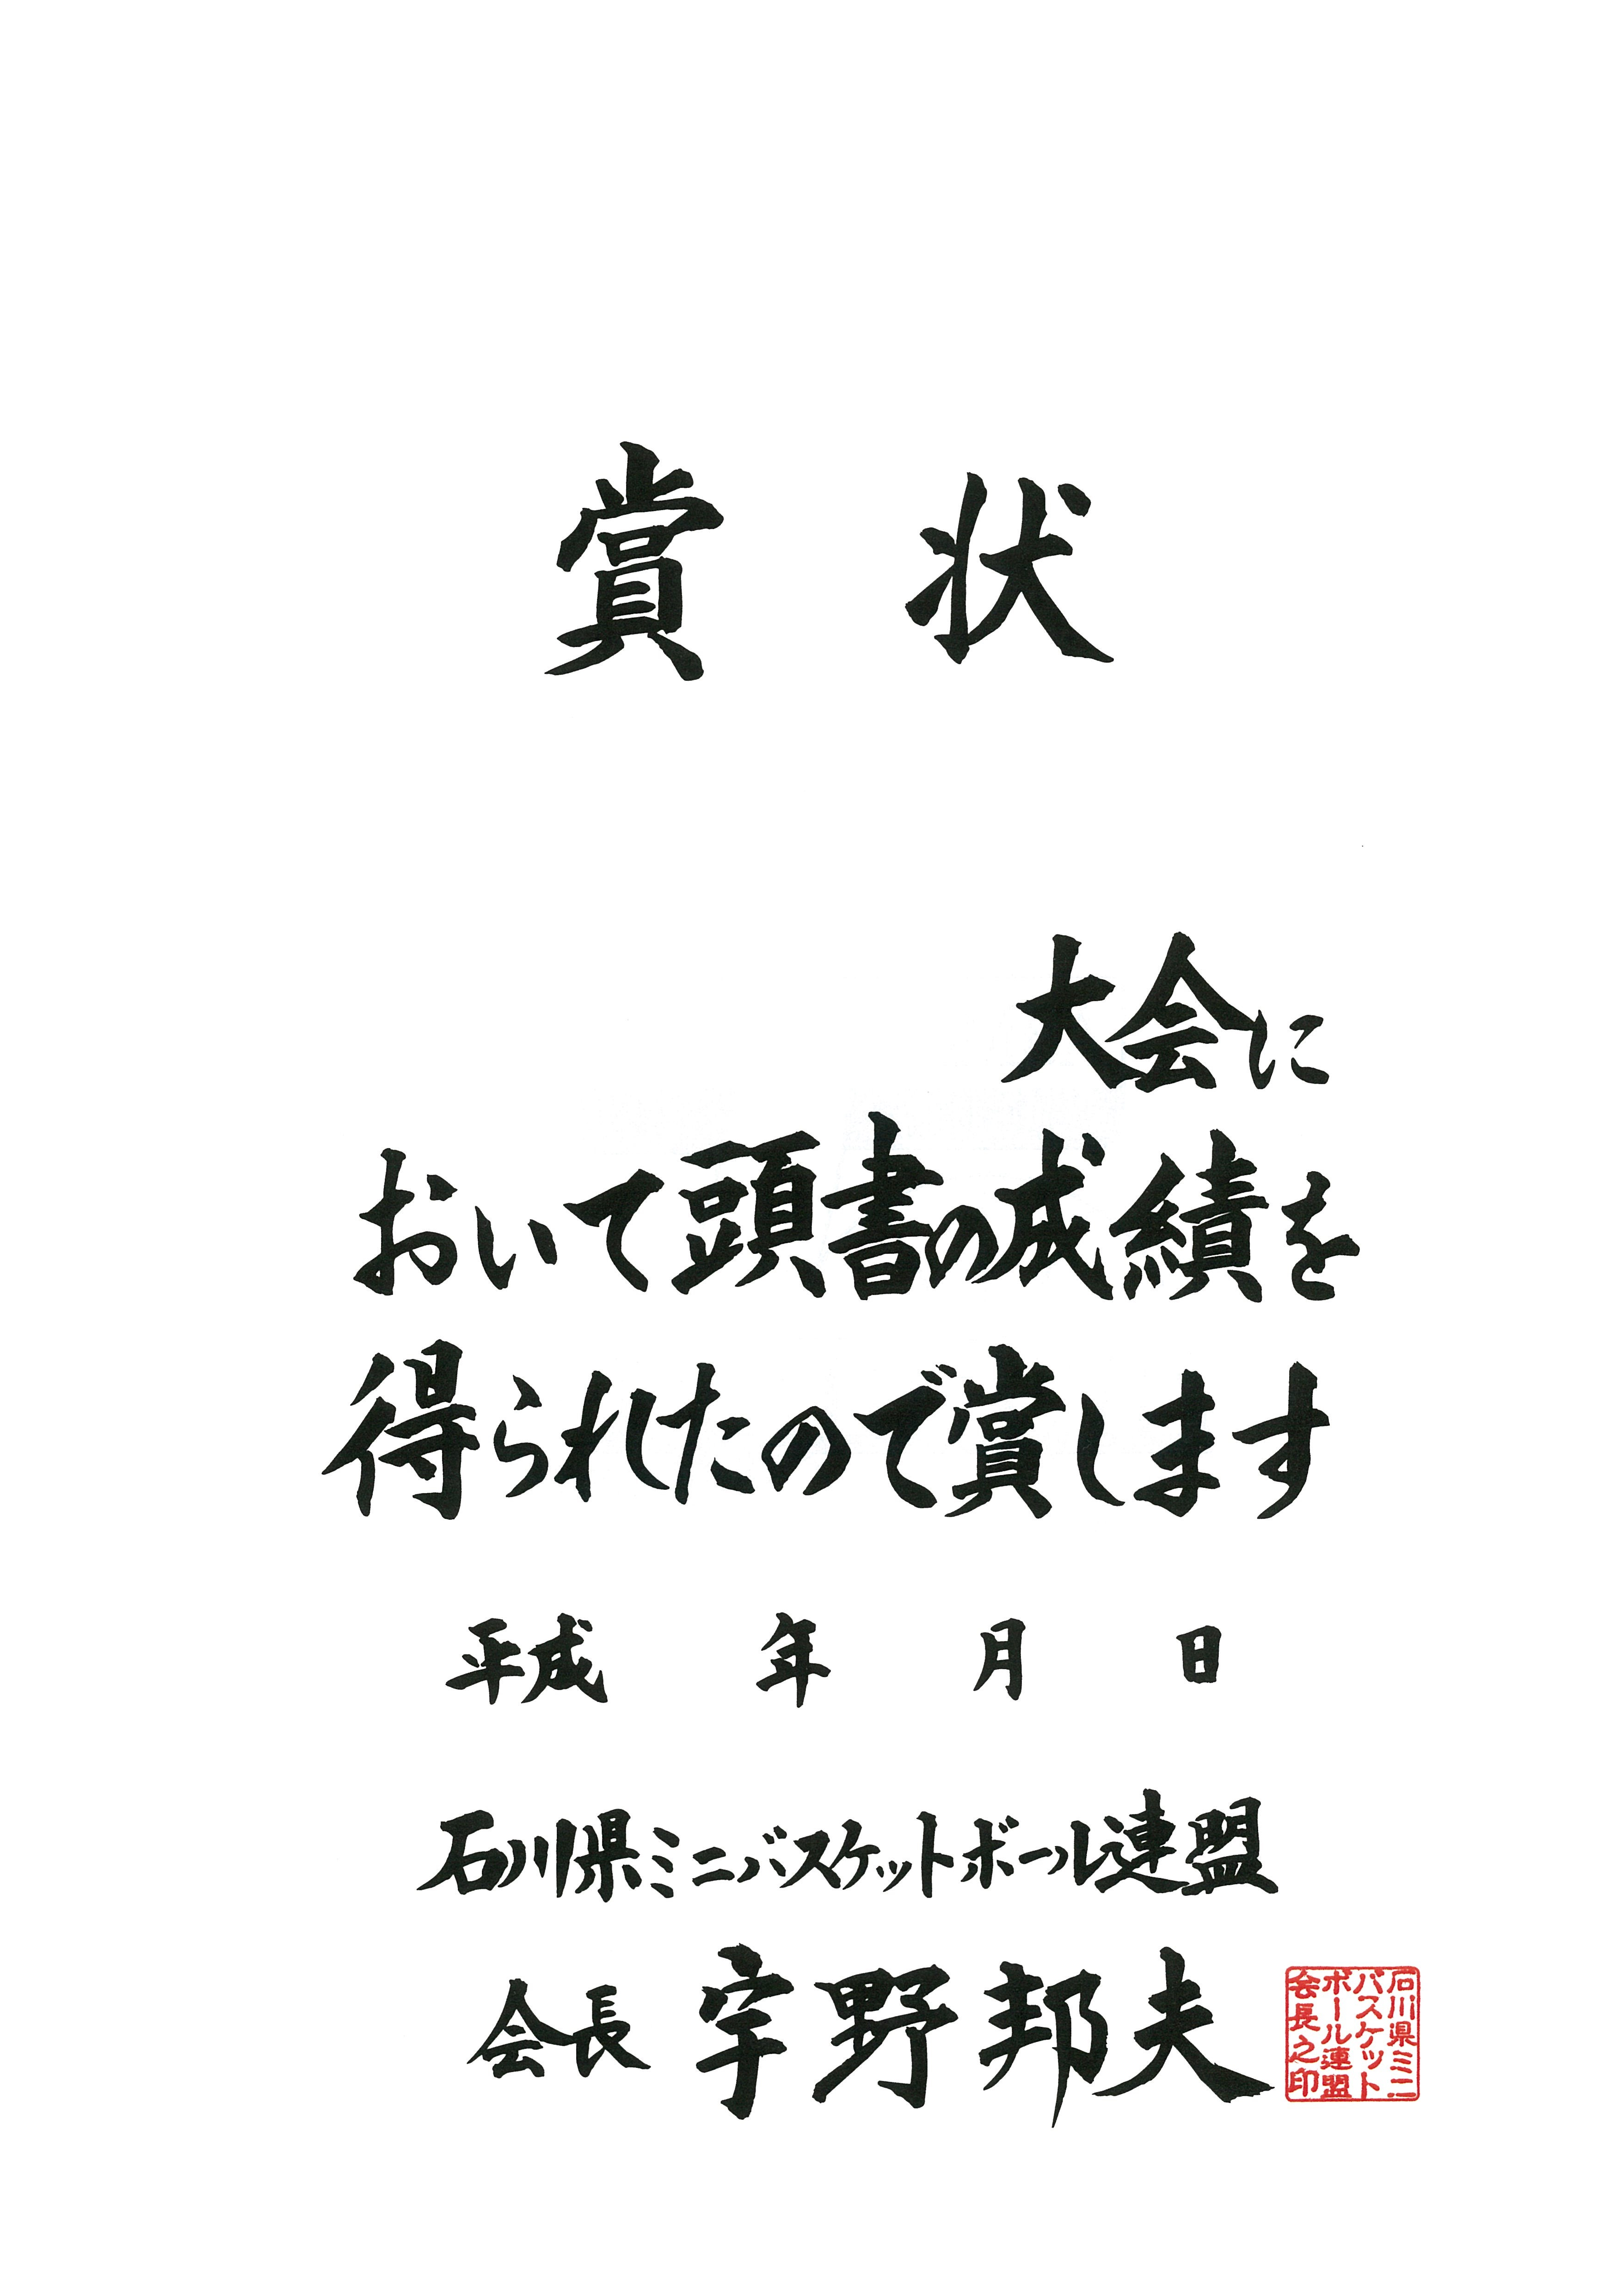 賞状
大会に
おいて頭書の成績を
得られたので賞します
平成 年 月 日
石川県ミニバスケットボール連盟
会長 宇野邦夫
石川県ミニ
バスケット
ボール連盟
会長之印